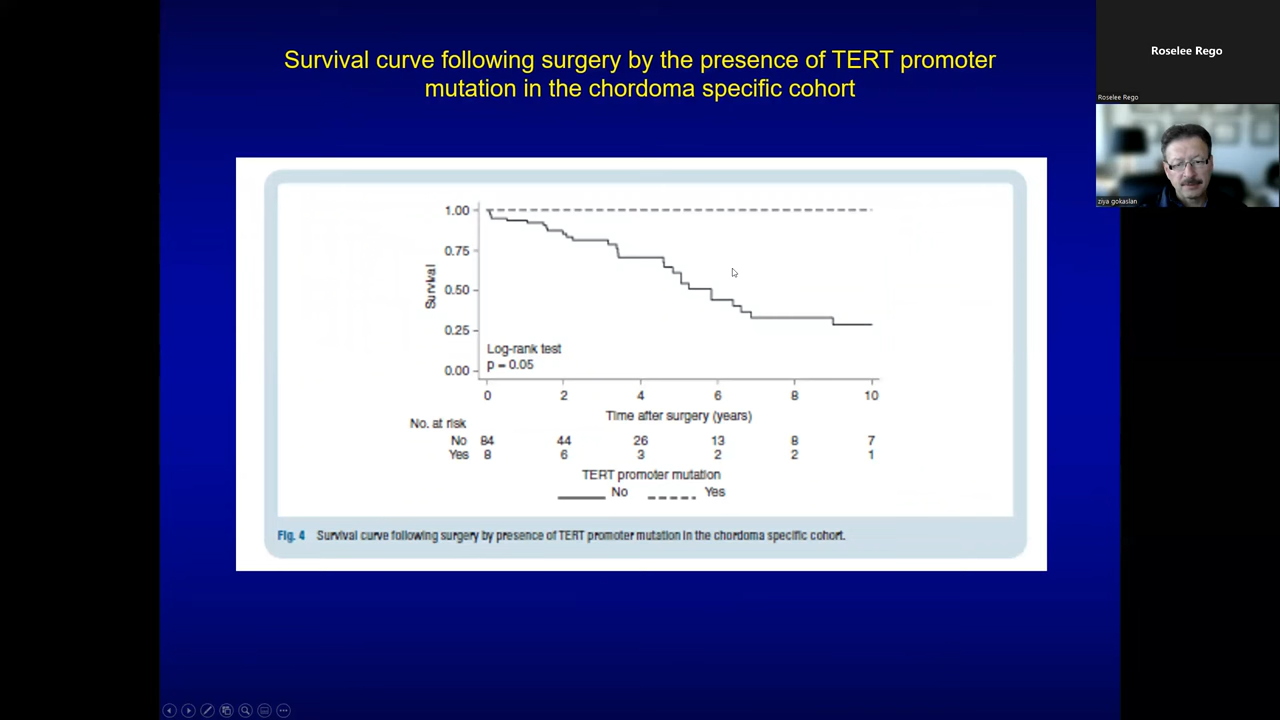 Survival curve following surgery by the presence of TERT promoter
mutation in the chordoma specific cohort
Roselee Rego
Roselee Rego
ziya gokaslan
1.00
0.75
0.50
0.25
0.00
Survival
Log-rank test
p = 0.05
0 2 4 6 8 10
Time after surgery (years)
No. at risk
No 84 44 26 13 8 7
Yes 8 6 3 2 2 1
TERT promoter mutation
No Yes
Fig. 4 Survival curve following surgery by presence of TERT promoter mutation in the chordoma specific cohort.